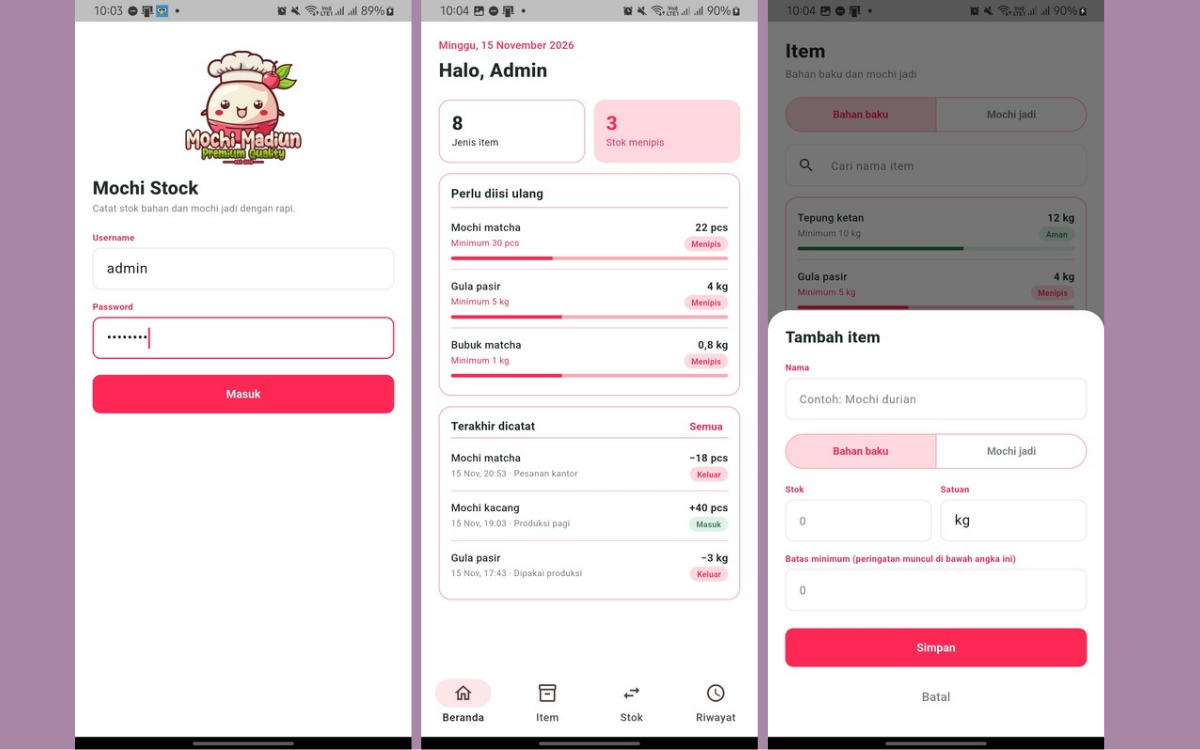 10:03
89%
Mochi Madiun
Premium Quality
Mochi Stock
Catat stok bahan dan mochi jadi dengan rapi.
Username
admin
Password
••••••••
Masuk
10:04
90%
Minggu, 15 November 2026
Halo, Admin
8
Jenis item
3
Stok menipis
Perlu diisi ulang
Mochi matcha 22 pcs
Minimum 30 pcs Menipis
Gula pasir 4 kg
Minimum 5 kg Menipis
Bubuk matcha 0,8 kg
Minimum 1 kg Menipis
Terakhir dicatat Semua
Mochi matcha −18 pcs
15 Nov, 20:53 · Pesanan kantor Keluar
Mochi kacang +40 pcs
15 Nov, 19:03 · Produksi pagi Masuk
Gula pasir −3 kg
15 Nov, 17:43 · Dipakai produksi Keluar
Beranda Item Stok Riwayat
10:04
90%
Item
Bahan baku dan mochi jadi
Bahan baku Mochi jadi
Cari nama item
Tepung ketan 12 kg
Minimum 10 kg Aman
Gula pasir 4 kg
Minimum 5 kg Menipis
Tambah item
Nama
Contoh: Mochi durian
Bahan baku Mochi jadi
Stok Satuan
0 kg
Batas minimum (peringatan muncul di bawah angka ini)
0
Simpan
Batal